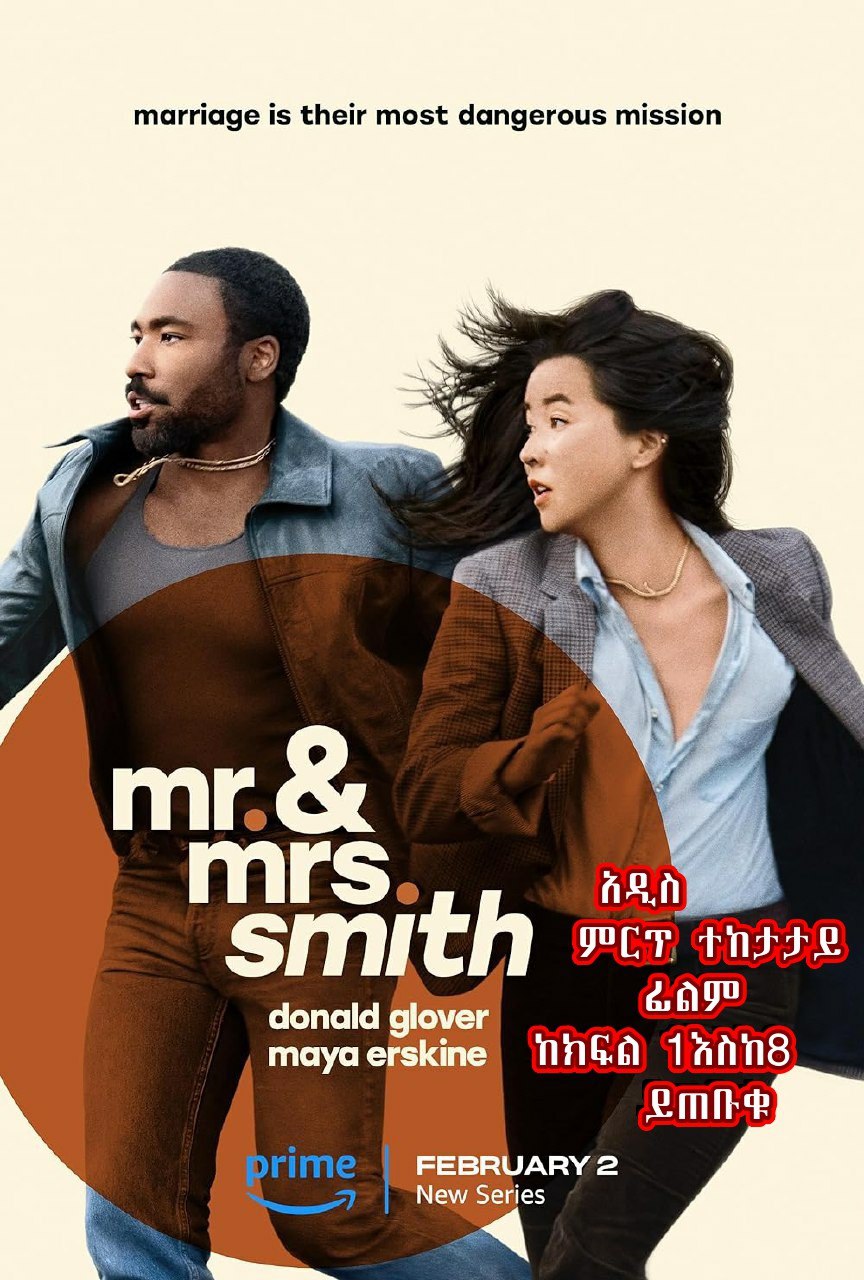 marriage is their most dangerous mission
mr. &
mrs.
smith
donald glover
maya erskine
አዲስ
ምርጥ ተከታታይ
ፊልም
ከክፍል 1እስከ8
ይጠቡቁ
prime
FEBRUARY 2
New Series